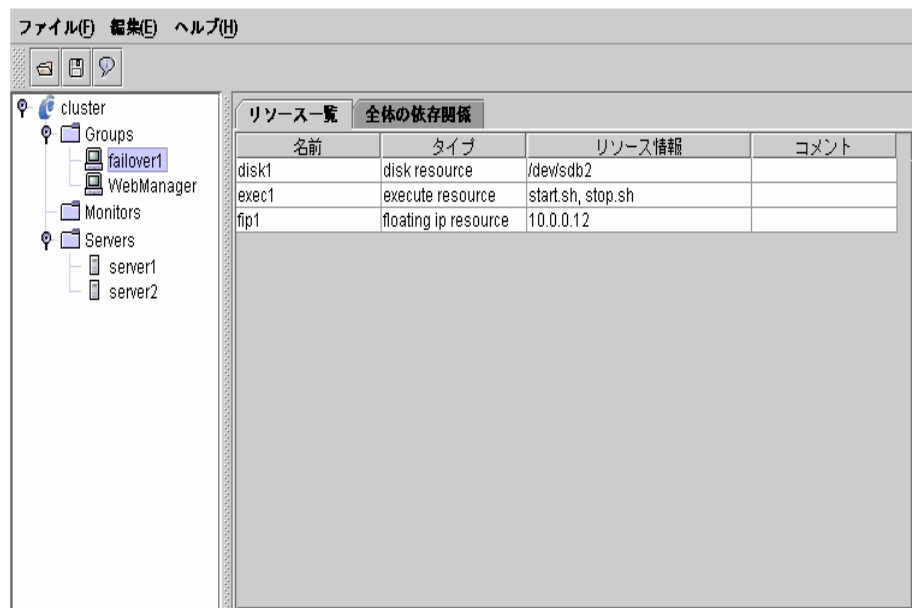 ファイル(F) 編集(E) ヘルプ(H)
cluster
Groups
failover1
WebManager
Monitors
Servers
server1
server2
リソース一覧 全体の依存関係
名前 タイプ リソース情報 コメント
disk1 disk resource /dev/sdb2
exec1 execute resource start.sh, stop.sh
fip1 floating ip resource 10.0.0.12